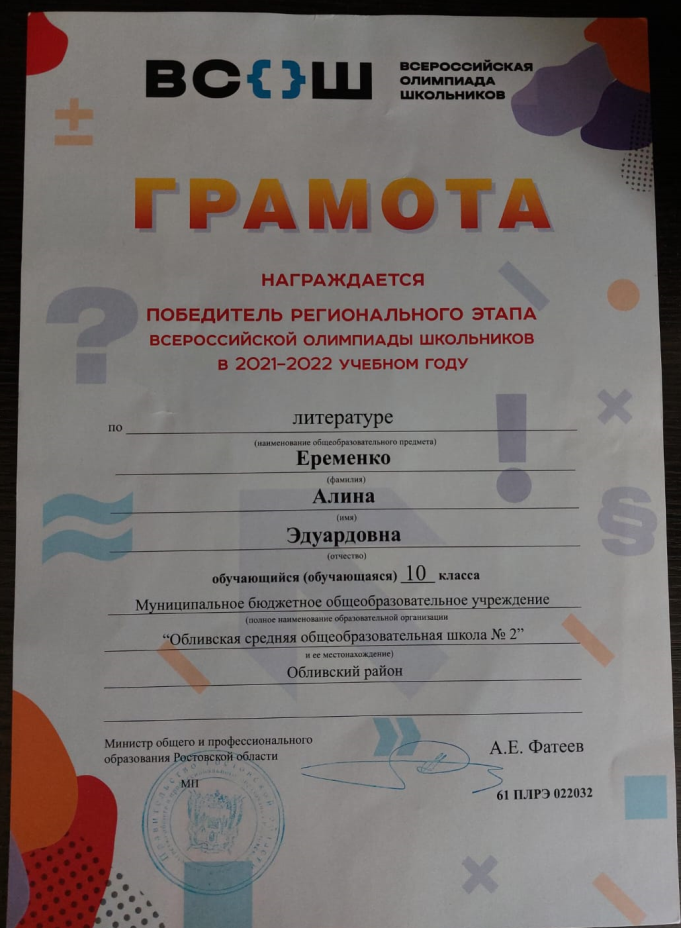 ВС{}Ш
ВСЕРОССИЙСКАЯ
ОЛИМПИАДА
ШКОЛЬНИКОВ
ГРАМОТА
НАГРАЖДАЕТСЯ
ПОБЕДИТЕЛЬ РЕГИОНАЛЬНОГО ЭТАПА
ВСЕРОССИЙСКОЙ ОЛИМПИАДЫ ШКОЛЬНИКОВ
В 2021–2022 УЧЕБНОМ ГОДУ
по литературе
(наименование общеобразовательного предмета)
Еременко
(фамилия)
Алина
(имя)
Эдуардовна
(отчество)
обучающийся (обучающаяся) 10 класса
Муниципальное бюджетное общеобразовательное учреждение
(полное наименование образовательной организации
“Обливская средняя общеобразовательная школа № 2”
и ее местонахождение)
Обливский район
Министр общего и профессионального
образования Ростовской области
А.Е. Фатеев
МП
61 ПЛРЭ 022032